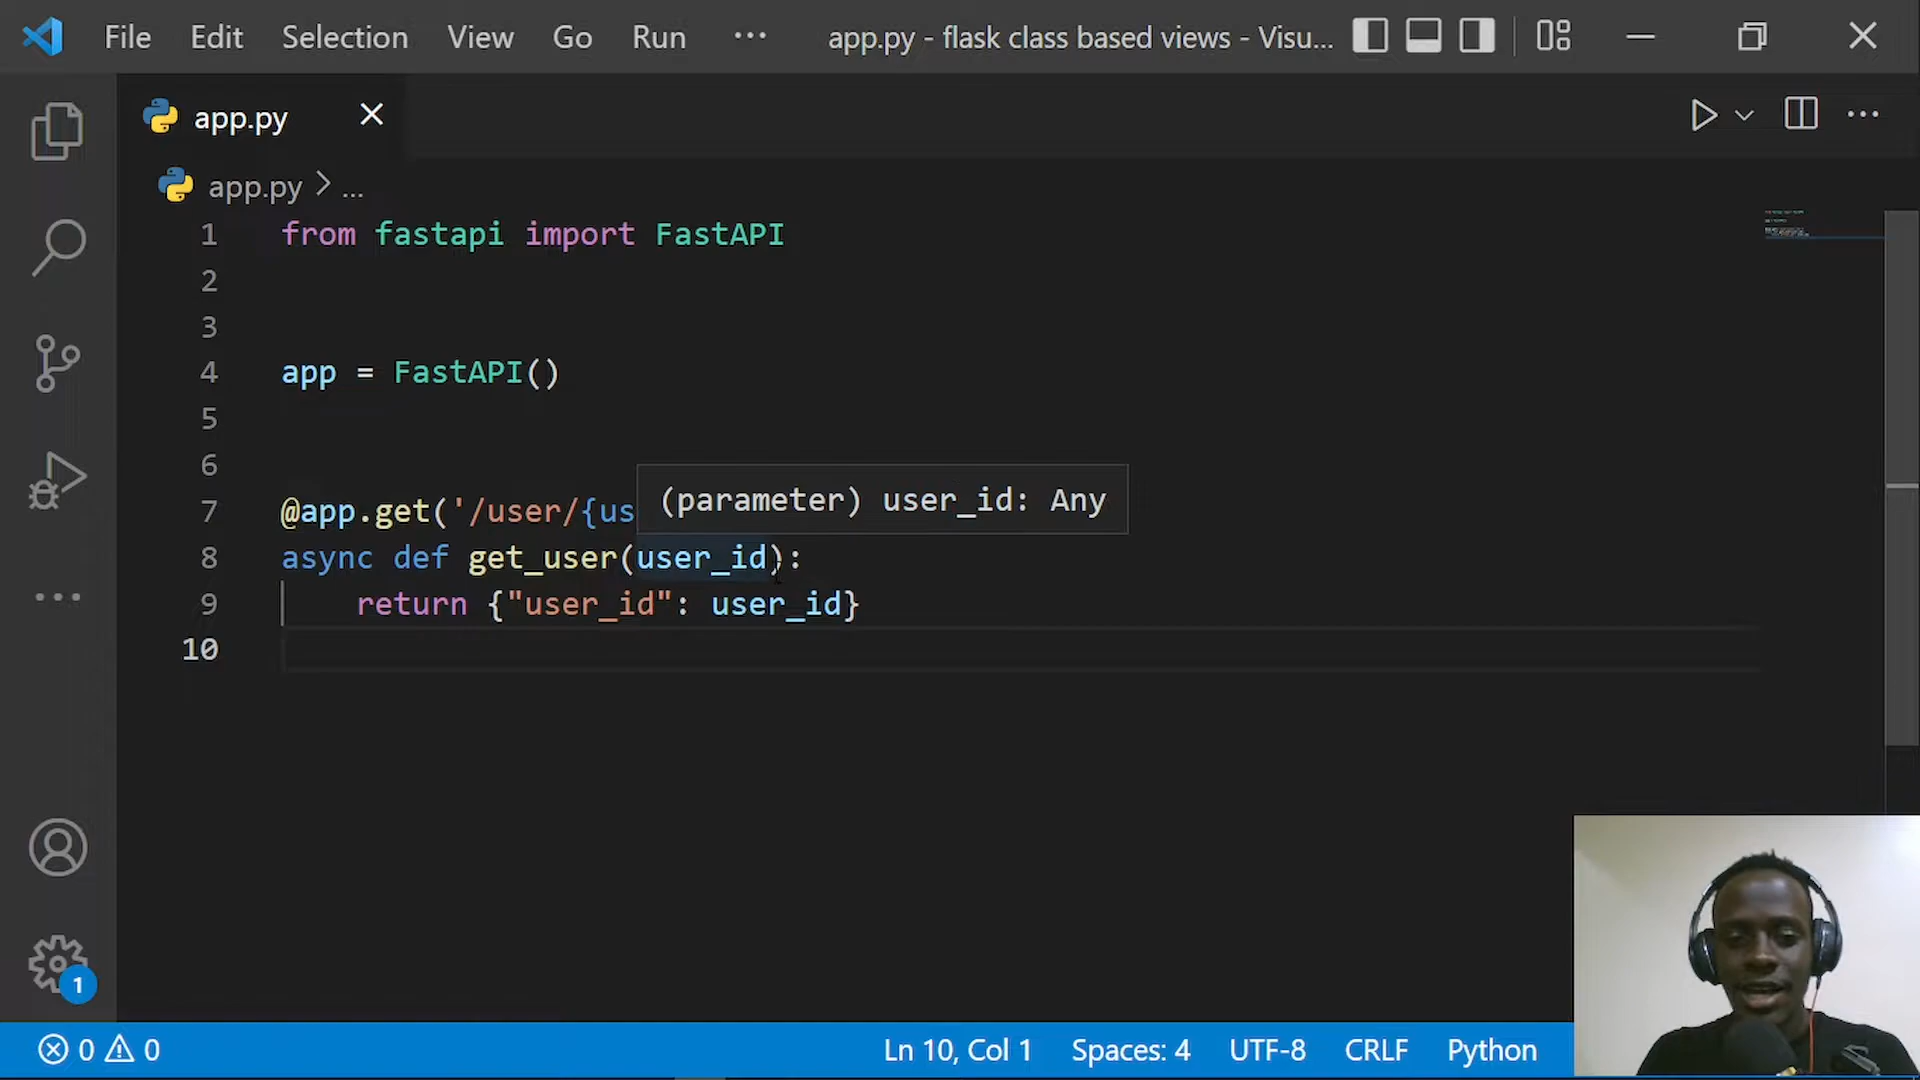 File Edit Selection View Go Run ··· app.py - flask class based views - Visu...
app.py
app.py > ...
1 from fastapi import FastAPI
2
3
4 app = FastAPI()
5
6
(parameter) user_id: Any
7 @app.get('/user/{us
8 async def get_user(user_id):
9 return {"user_id": user_id}
10
1
0 0 Ln 10, Col 1 Spaces: 4 UTF-8 CRLF Python